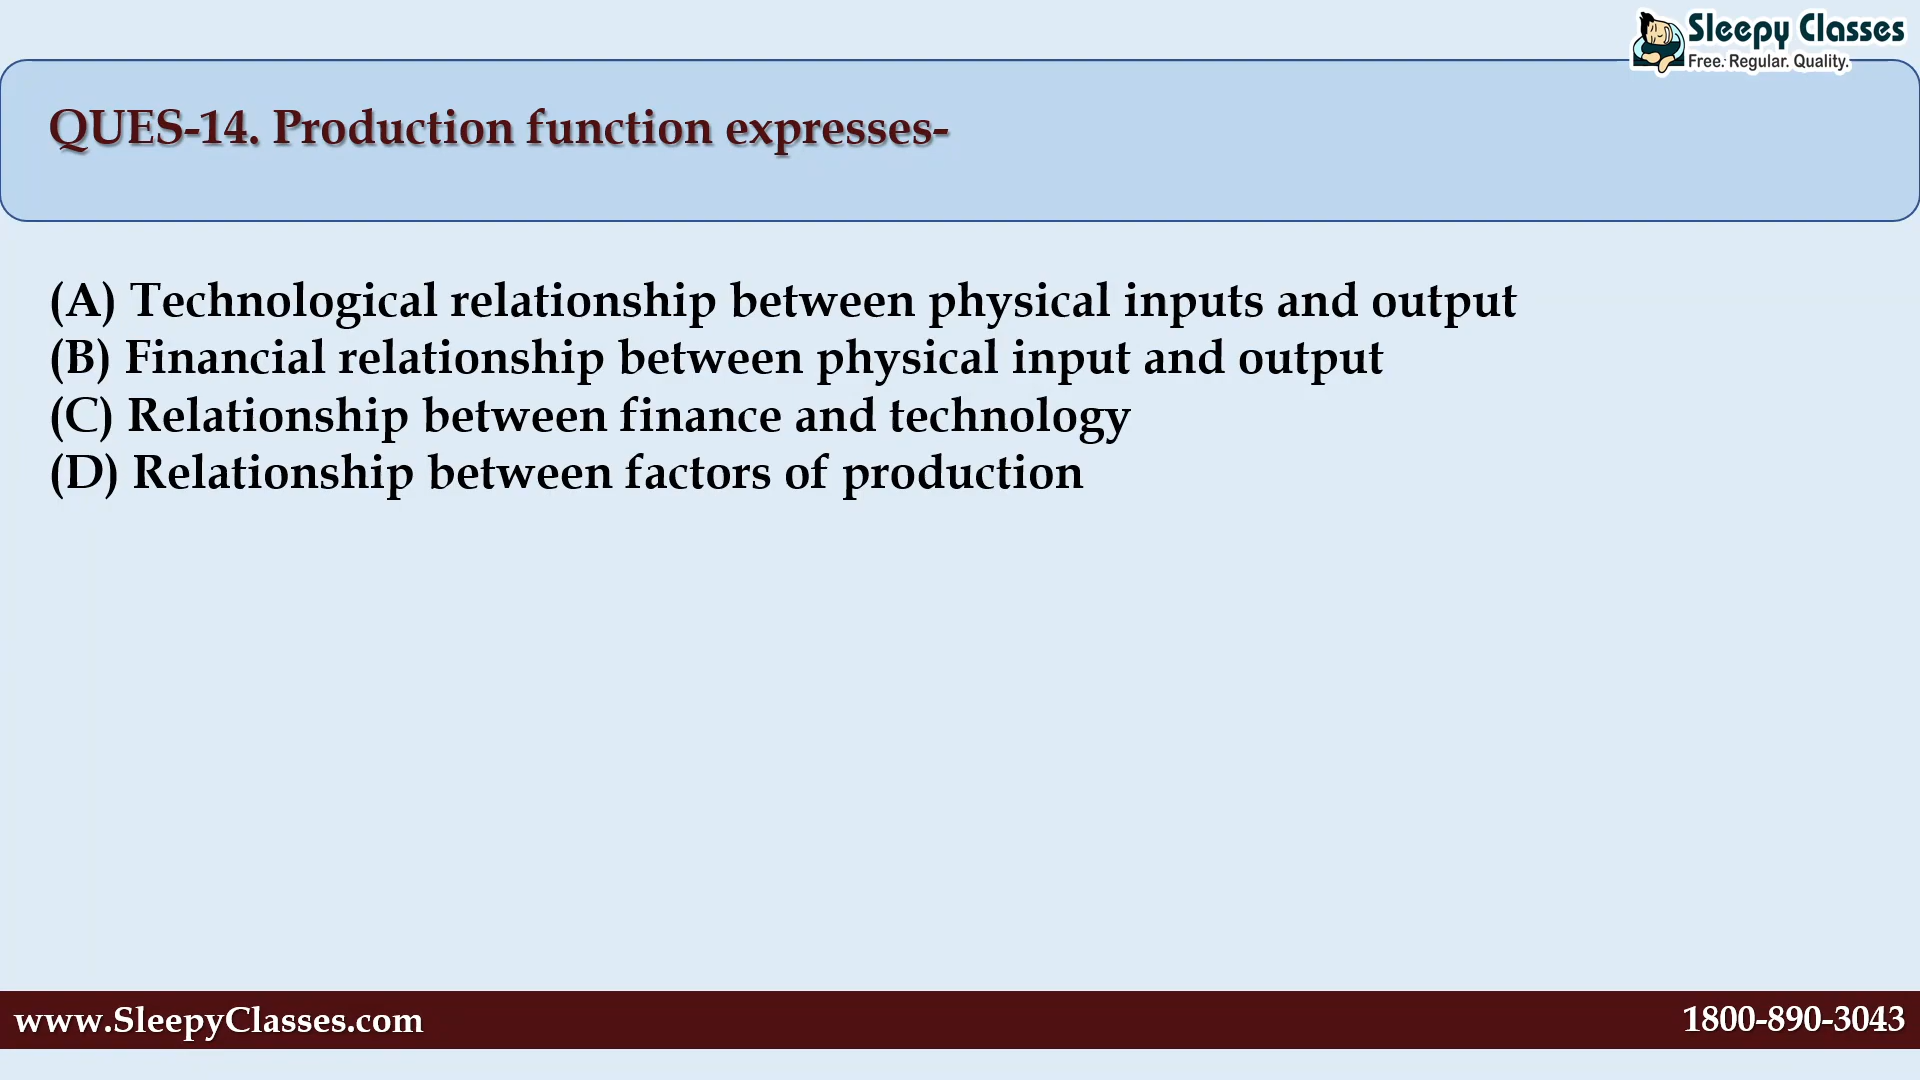 Sleepy Classes
Free. Regular. Quality.
QUES-14. Production function expresses-
(A) Technological relationship between physical inputs and output
(B) Financial relationship between physical input and output
(C) Relationship between finance and technology
(D) Relationship between factors of production
www.SleepyClasses.com
1800-890-3043